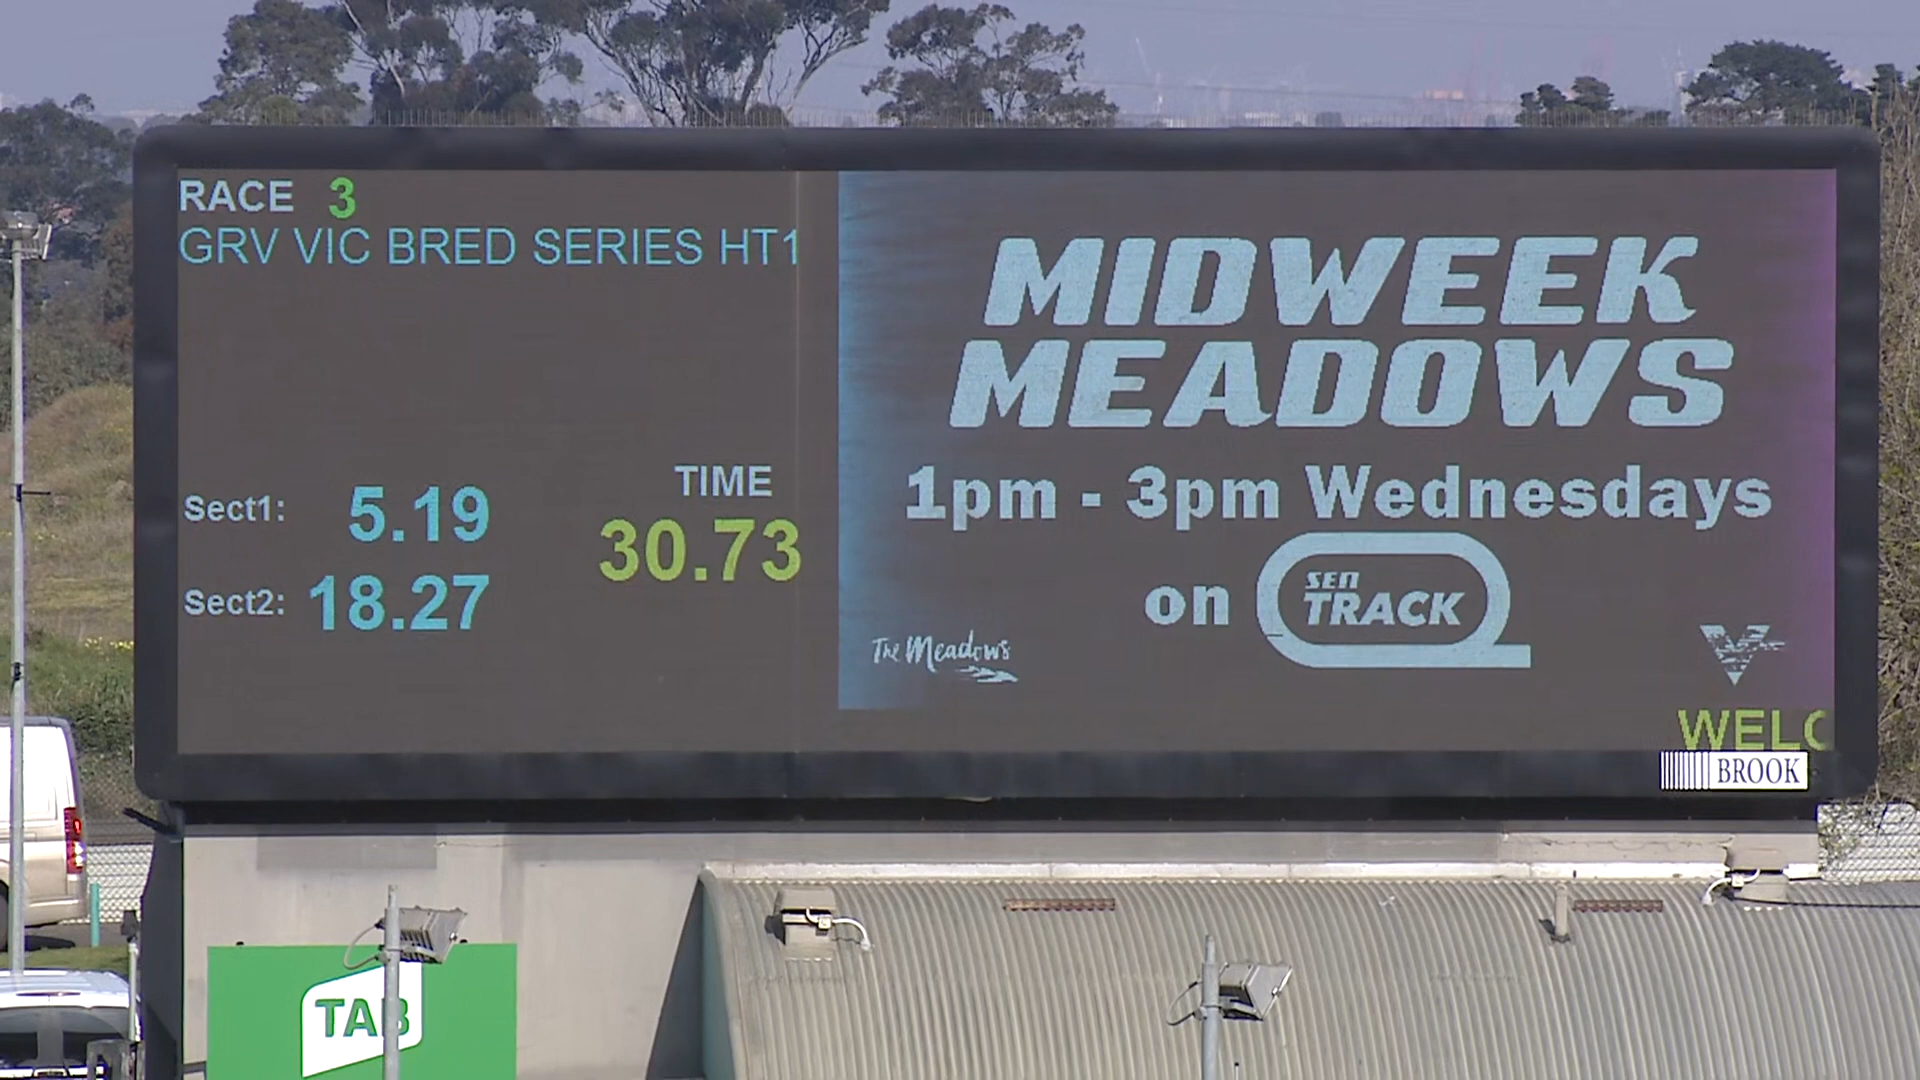 RACE 3
GRV VIC BRED SERIES HT1
TIME
Sect1: 5.19
30.73
Sect2: 18.27
MIDWEEK
MEADOWS
1pm - 3pm Wednesdays
on SEN TRACK
The Meadows
V
WELC
BROOK
TAB